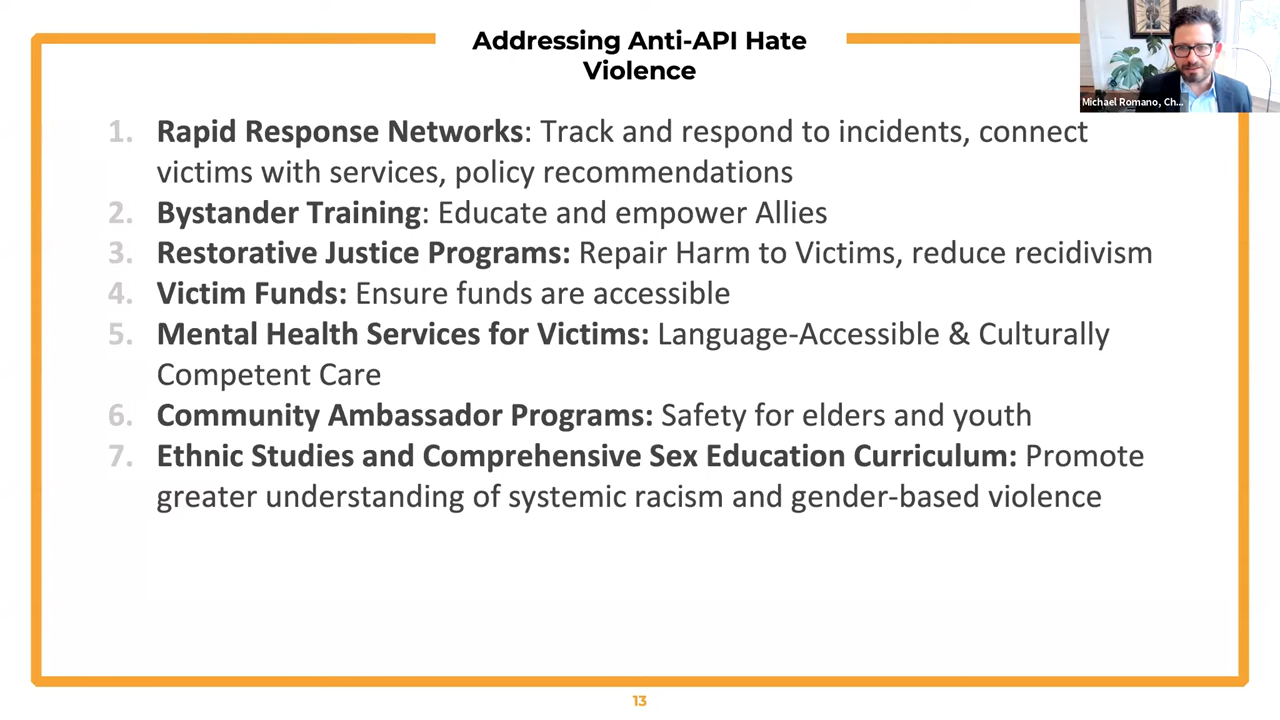 Addressing Anti-API Hate
Violence
Michael Romano, Ch...
1. Rapid Response Networks: Track and respond to incidents, connect
victims with services, policy recommendations
2. Bystander Training: Educate and empower Allies
3. Restorative Justice Programs: Repair Harm to Victims, reduce recidivism
4. Victim Funds: Ensure funds are accessible
5. Mental Health Services for Victims: Language-Accessible & Culturally
Competent Care
6. Community Ambassador Programs: Safety for elders and youth
7. Ethnic Studies and Comprehensive Sex Education Curriculum: Promote
greater understanding of systemic racism and gender-based violence
13